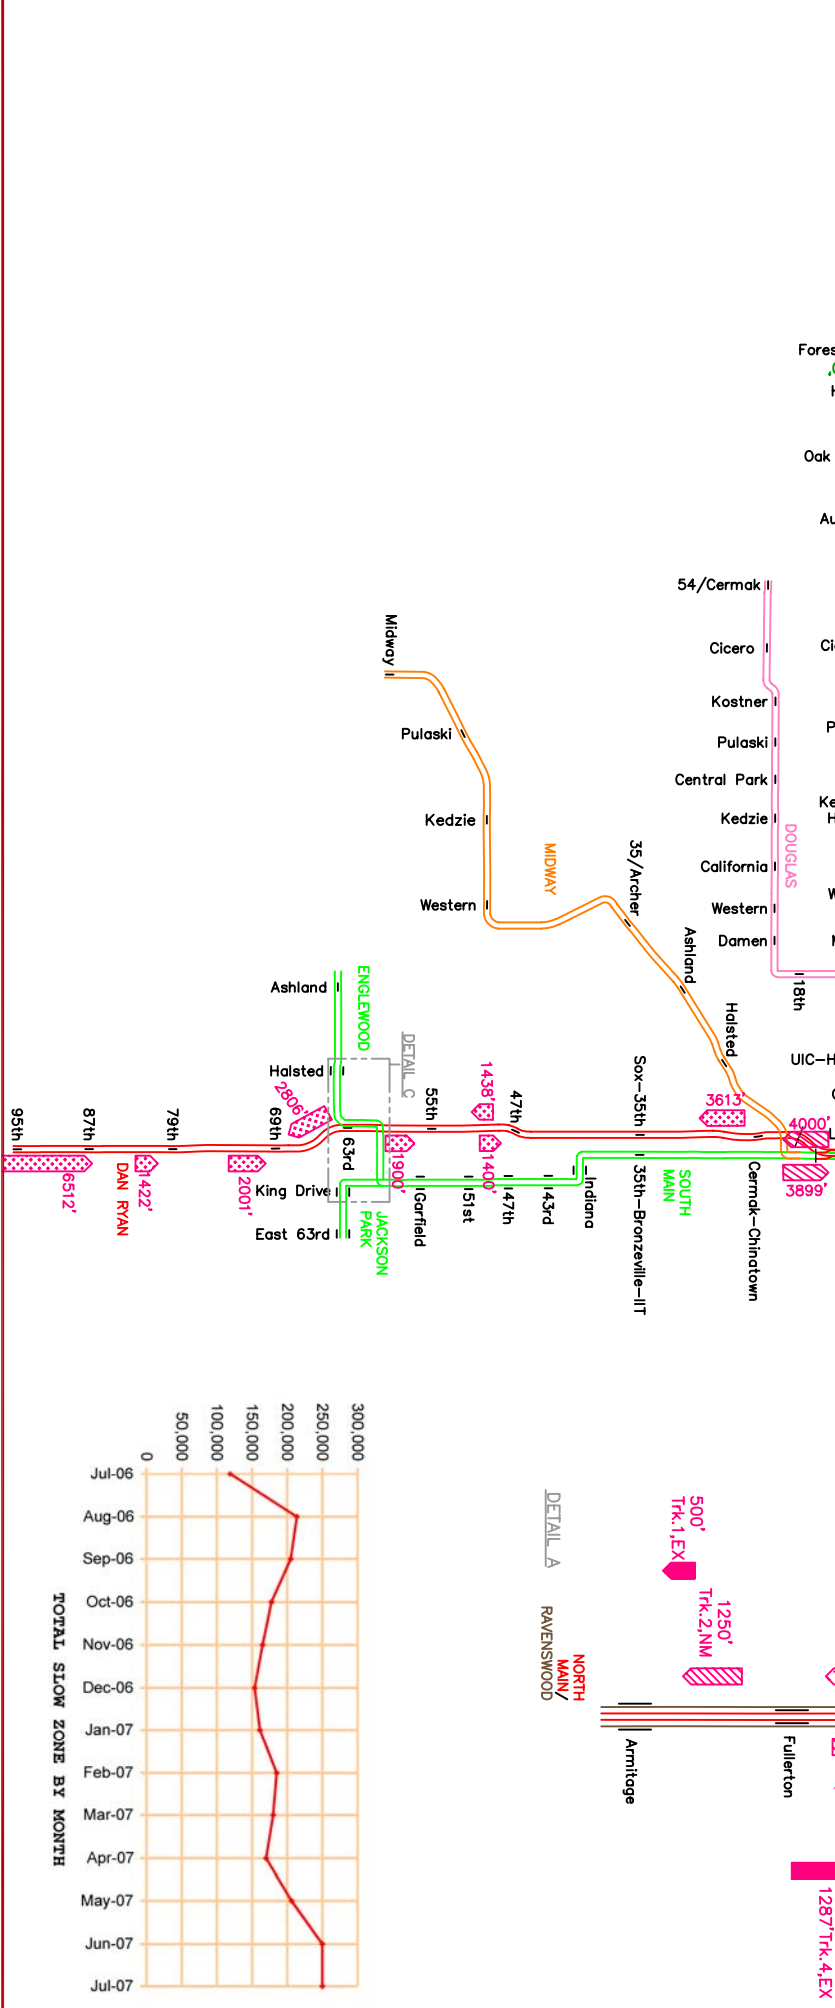 Fores
Oak
Au
54/Cermak
Cicero
Cic
Kostner
P
Pulaski
Central Park
Ke
H
Kedzie
DOUGLAS
California
W
Western
Damen
18th
Midway
Pulaski
Kedzie
MIDWAY
Western
35/Archer
Ashland
Halsted
UIC-H
Ashland
ENGLEWOOD
DETAIL C
Halsted
2806'
1438'
3613'
4000'
95th
87th
79th
69th
63rd
55th
47th
Sox-35th
Cermak-Chinatown
6512'
DAN RYAN
1422'
2001'
1900'
1400'
3899'
King Drive
East 63rd
JACKSON
PARK
Garfield
51st
47th
43rd
Indiana
35th-Bronzeville-IIT
SOUTH
MAIN
300,000
250,000
200,000
150,000
100,000
50,000
0
Jul-06
Aug-06
Sep-06
Oct-06
Nov-06
Dec-06
Jan-07
Feb-07
Mar-07
Apr-07
May-07
Jun-07
Jul-07
TOTAL SLOW ZONE BY MONTH
DETAIL A
500'
Trk.1,EX
1250'
Trk.2,NM
NORTH
MAIN/
RAVENSWOOD
Armitage
Fullerton
1287'Trk.4,EX